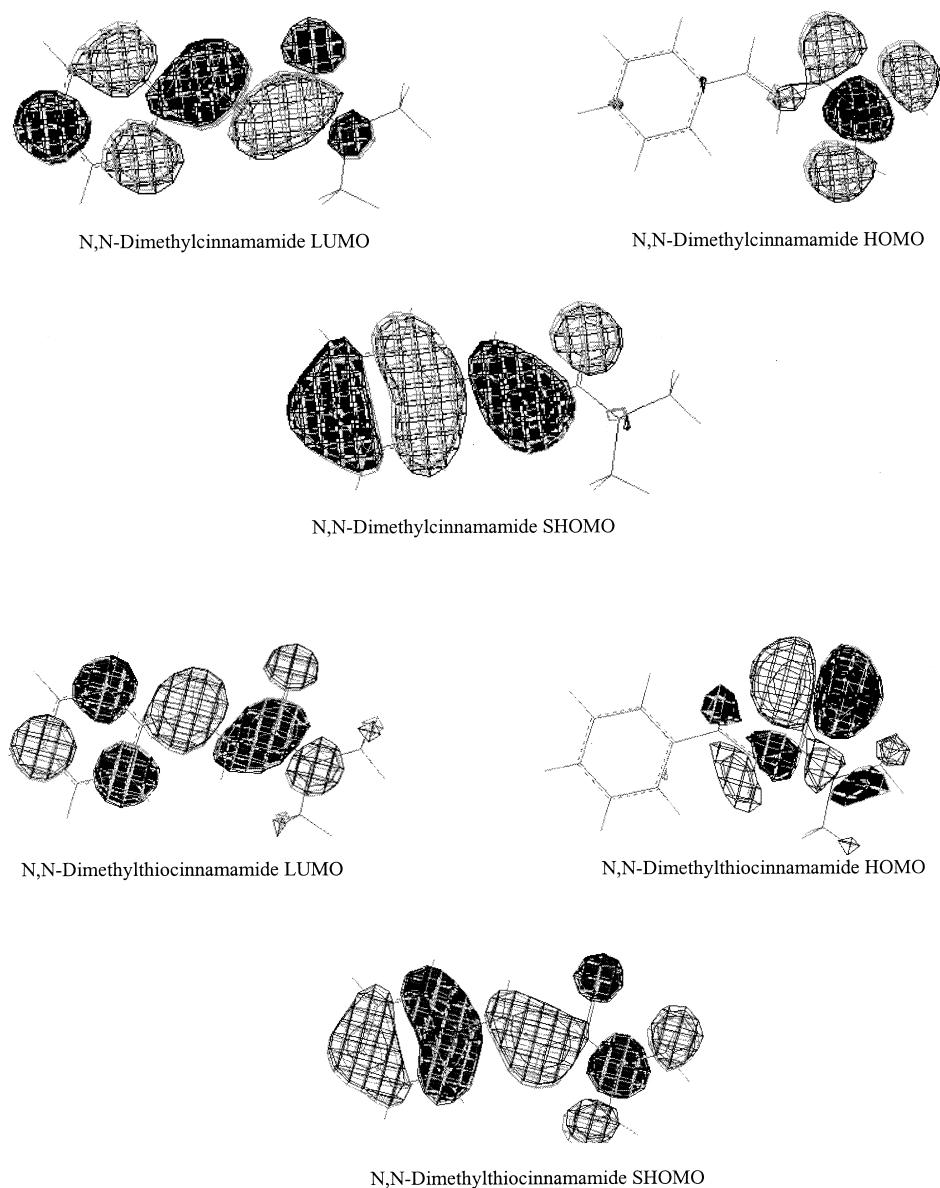 N,N-Dimethylcinnamamide LUMO
N,N-Dimethylcinnamamide HOMO
N,N-Dimethylcinnamamide SHOMO
N,N-Dimethylthiocinnamamide LUMO
N,N-Dimethylthiocinnamamide HOMO
N,N-Dimethylthiocinnamamide SHOMO